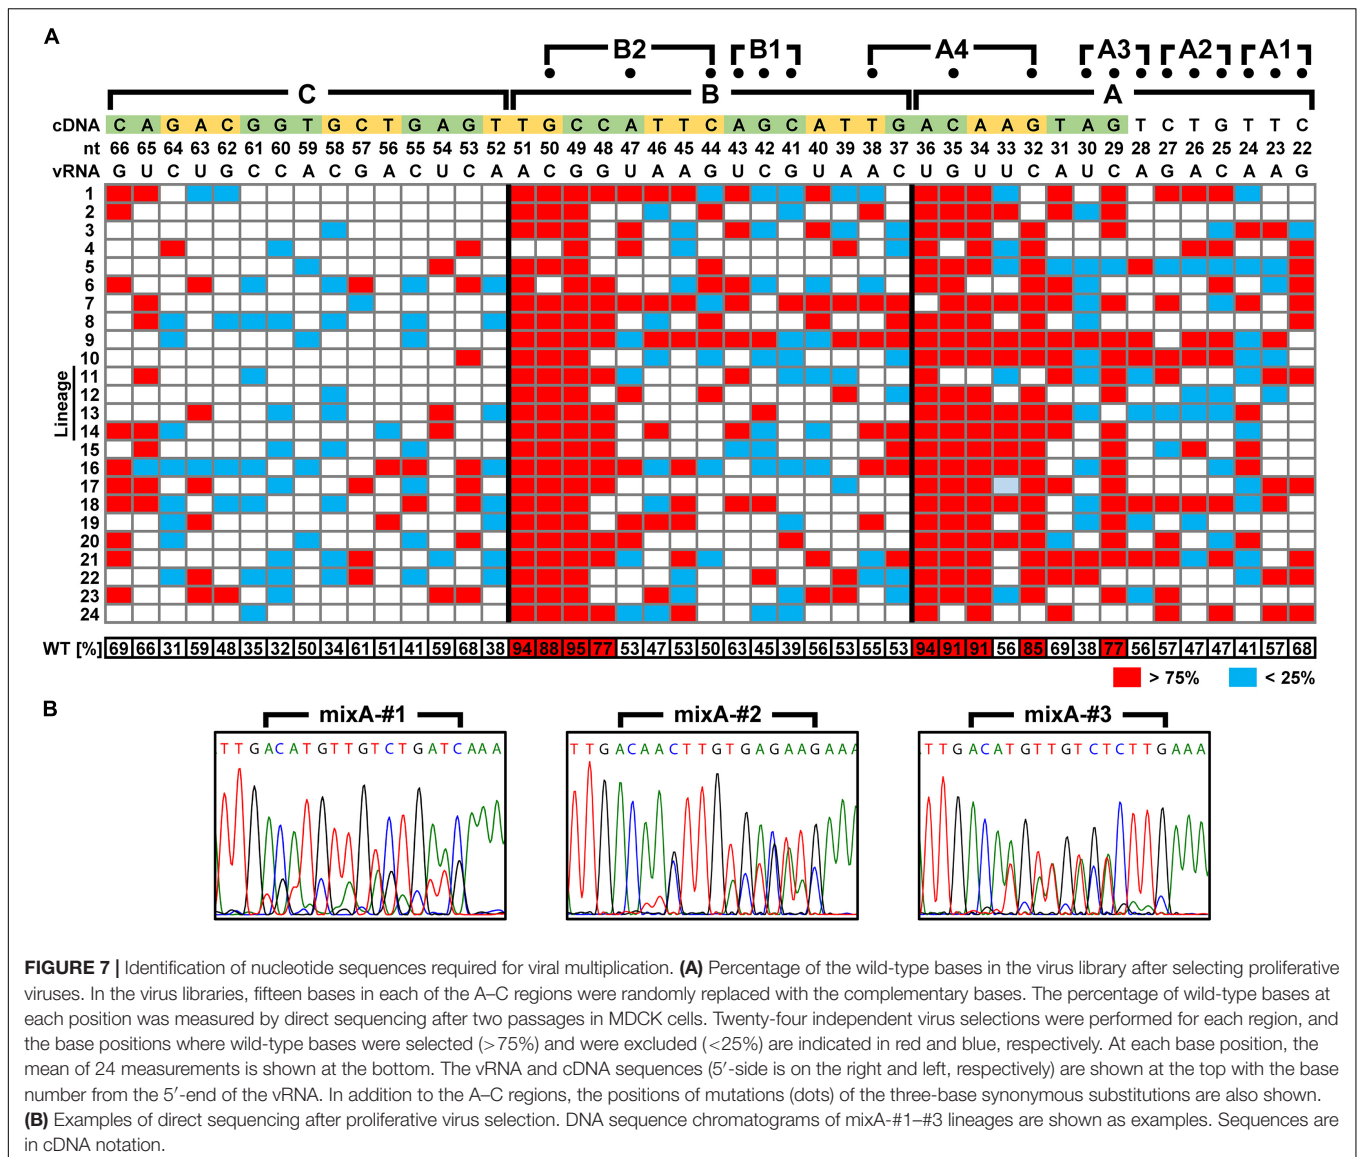 A
B2 B1 A4 A3 A2 A1
C B A
cDNA C A G A C G G T G C T G A G T T G C C A T T C A G C A T T G A C A A G T A G T C T G T T C
nt 66 65 64 63 62 61 60 59 58 57 56 55 54 53 52 51 50 49 48 47 46 45 44 43 42 41 40 39 38 37 36 35 34 33 32 31 30 29 28 27 26 25 24 23 22
vRNA G U C U G C C A C G A C U C A A C G G U A A G U C G U A A C U G U U C A U C A G A C A A G
Lineage
1
2
3
4
5
6
7
8
9
10
11
12
13
14
15
16
17
18
19
20
21
22
23
24
WT [%] 69 66 31 59 48 35 32 50 34 61 51 41 59 68 38 94 88 95 77 53 47 53 50 63 45 63 56 53 55 53 94 91 91 56 85 69 38 77 56 57 47 47 41 57 68
> 75% < 25%
B
mixA-#1 mixA-#2 mixA-#3
T T G A C A T G T T G T C T G A T C A A A T T G A C A A C T T G T G A G A A G A A A T T G A C A T G T T G T C T C T T G A A A
FIGURE 7 | Identification of nucleotide sequences required for viral multiplication. (A) Percentage of the wild-type bases in the virus library after selecting proliferative
viruses. In the virus libraries, fifteen bases in each of the A–C regions were randomly replaced with the complementary bases. The percentage of wild-type bases at
each position was measured by direct sequencing after two passages in MDCK cells. Twenty-four independent virus selections were performed for each region, and
the base positions where wild-type bases were selected (>75%) and were excluded (<25%) are indicated in red and blue, respectively. At each base position, the
mean of 24 measurements is shown at the bottom. The vRNA and cDNA sequences (5′-side is on the right and left, respectively) are shown at the top with the base
number from the 5′-end of the vRNA. In addition to the A–C regions, the positions of mutations (dots) of the three-base synonymous substitutions are also shown.
(B) Examples of direct sequencing after proliferative virus selection. DNA sequence chromatograms of mixA-#1–#3 lineages are shown as examples. Sequences are
in cDNA notation.